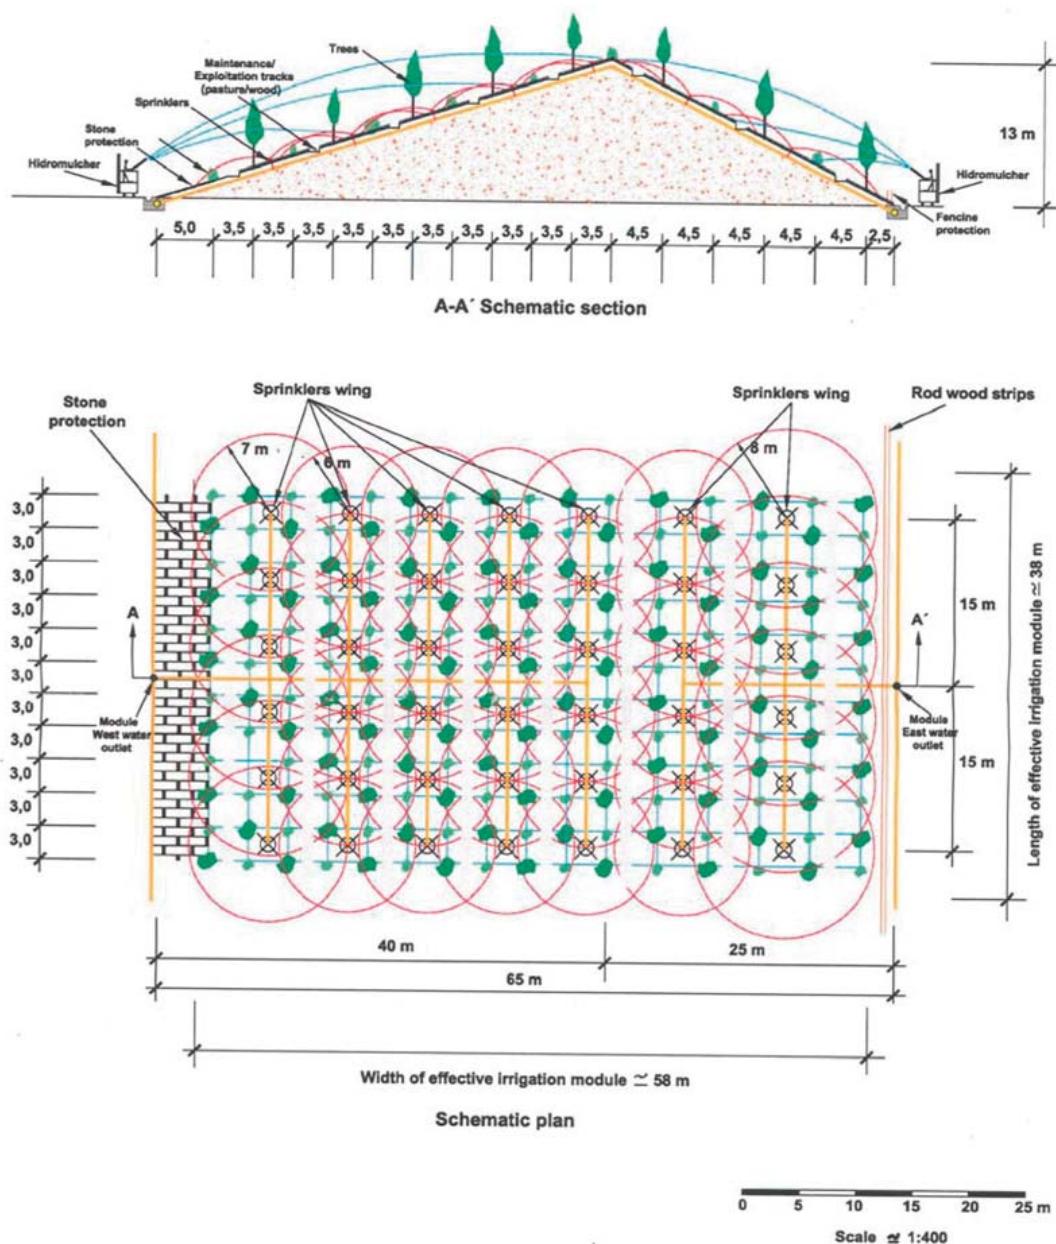 Trees
Maintenance/
Exploitation tracks
(pasture/wood)
Sprinklers
Stone
protection
Hidromulcher
13 m
Hidromulcher
Fencine
protection
5,0 3,5 3,5 3,5 3,5 3,5 3,5 3,5 3,5 3,5 3,5 4,5 4,5 4,5 4,5 4,5 2,5
A-A´ Schematic section
Stone
protection
Sprinklers wing
Sprinklers wing
Rod wood strips
7 m
6 m
8 m
3,0
3,0
3,0
3,0
3,0
3,0
3,0
3,0
3,0
3,0
3,0
A
A´
Module
West water
outlet
Module
East water
outlet
15 m
15 m
Length of effective irrigation module ≃ 38 m
40 m
25 m
65 m
Width of effective irrigation module ≃ 58 m
Schematic plan
0 5 10 15 20 25 m
Scale ≃ 1:400